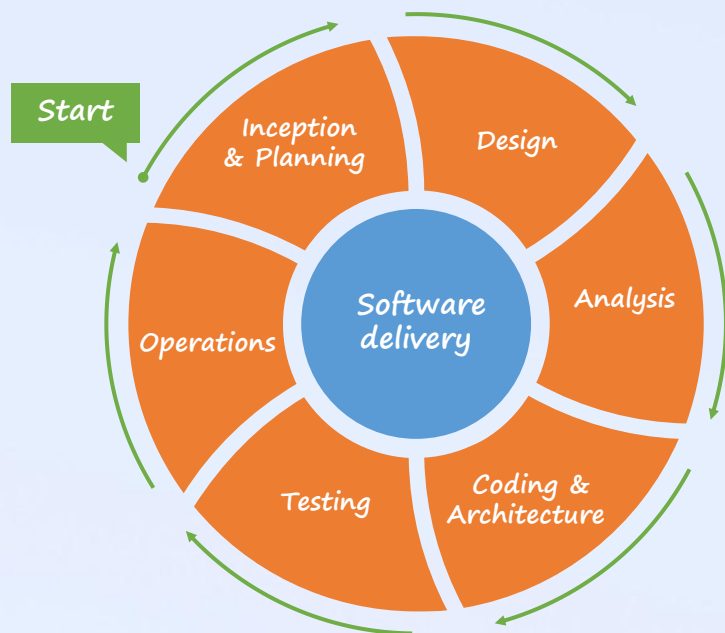 Start
Inception
& Planning
Design
Analysis
Coding &
Architecture
Testing
Operations
Software
delivery